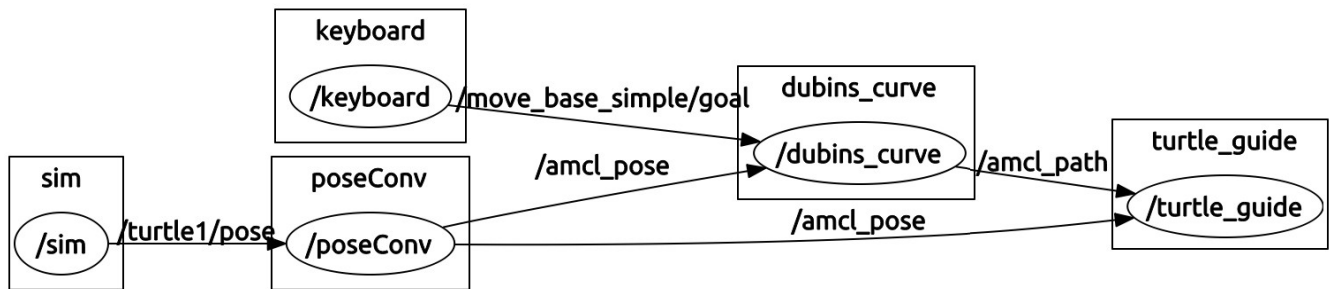 keyboard
/keyboard
/move_base_simple/goal
dubins_curve
/dubins_curve
/amcl_path
turtle_guide
/turtle_guide
sim
/sim
/turtle1/pose
poseConv
/poseConv
/amcl_pose
/amcl_pose